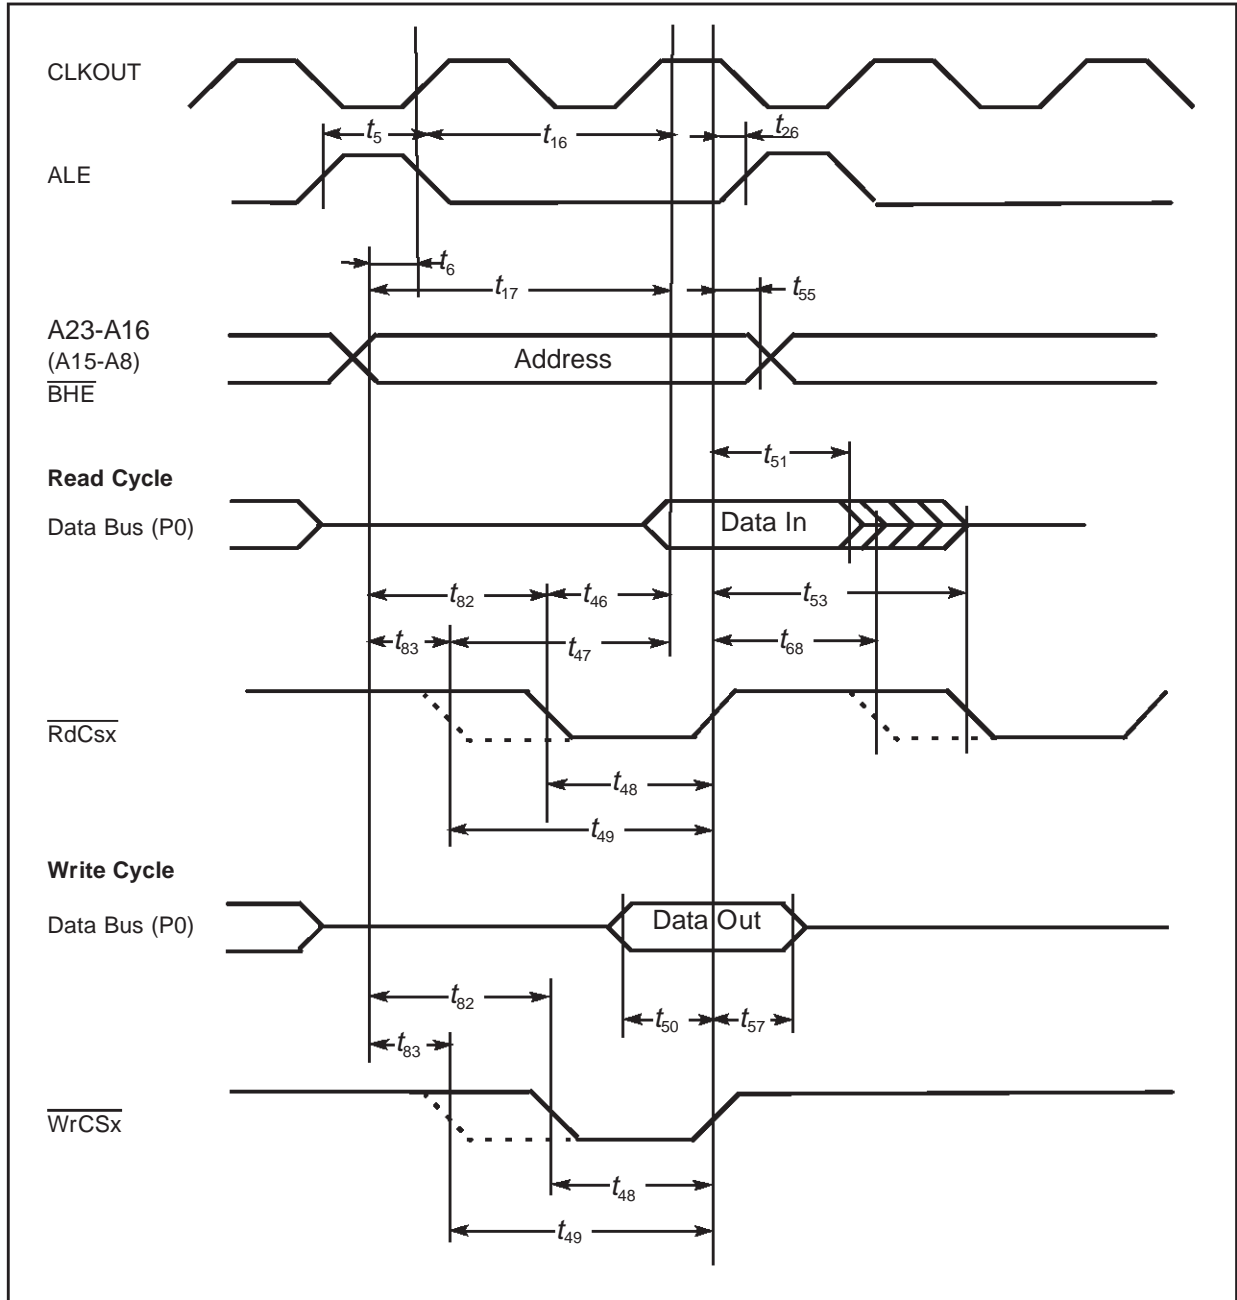 CLKOUT
t5
t16
t26
ALE
t6
t17
t55
A23-A16
(A15-A8)
BHE
Address
t51
Read Cycle
Data Bus (P0)
Data In
t82
t46
t53
t83
t47
t68
RdCsx
t48
t49
Write Cycle
Data Bus (P0)
Data Out
t82
t50
t57
t83
WrCSx
t48
t49